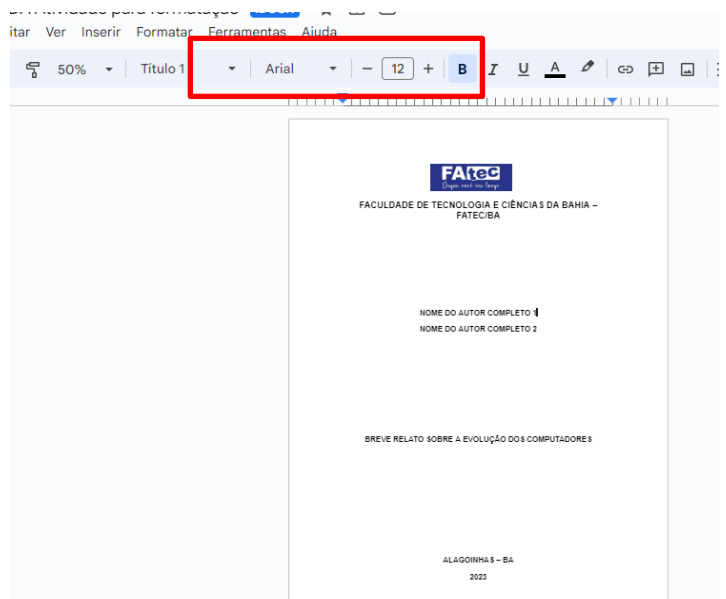 itar Ver Inserir Formatar Ferramentas Ajuda
50% Título 1 Arial − 12 + B I U A
FAtec
FACULDADE DE TECNOLOGIA E CIÊNCIAS DA BAHIA –
FATEC/BA
NOME DO AUTOR COMPLETO 1
NOME DO AUTOR COMPLETO 2
BREVE RELATO SOBRE A EVOLUÇÃO DOS COMPUTADORES
ALAGOINHAS – BA
2023